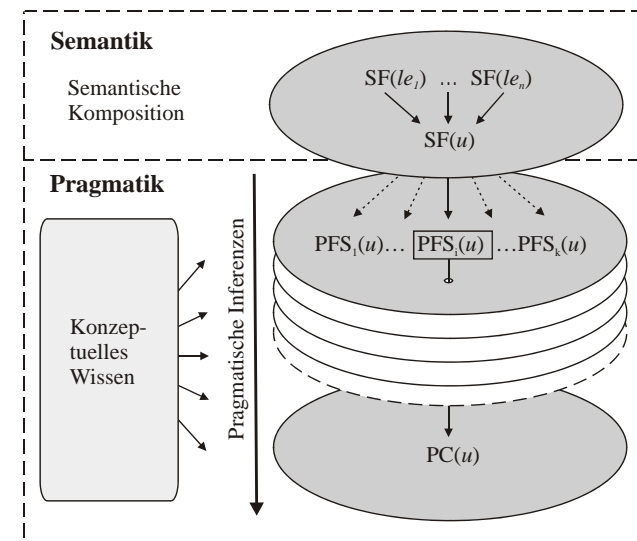 Semantik
Semantische
Komposition
SF(le₁) … SF(leₙ)
SF(u)
Pragmatik
Pragmatische Inferenzen
PFS₁(u)… PFSᵢ(u) …PFSₖ(u)
Konzep-
tuelles
Wissen
PC(u)